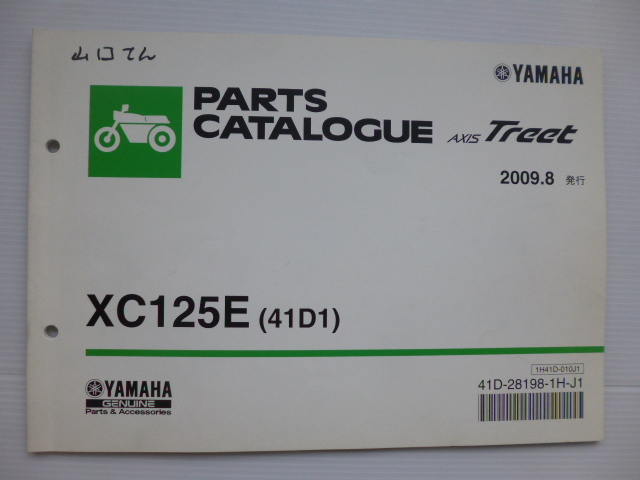 山口てん
YAMAHA
PARTS
CATALOGUE
AXIS Treet
2009.8 発行
XC125E (41D1)
YAMAHA
GENUINE
Parts & Accessories
1H41D-010J1
41D-28198-1H-J1